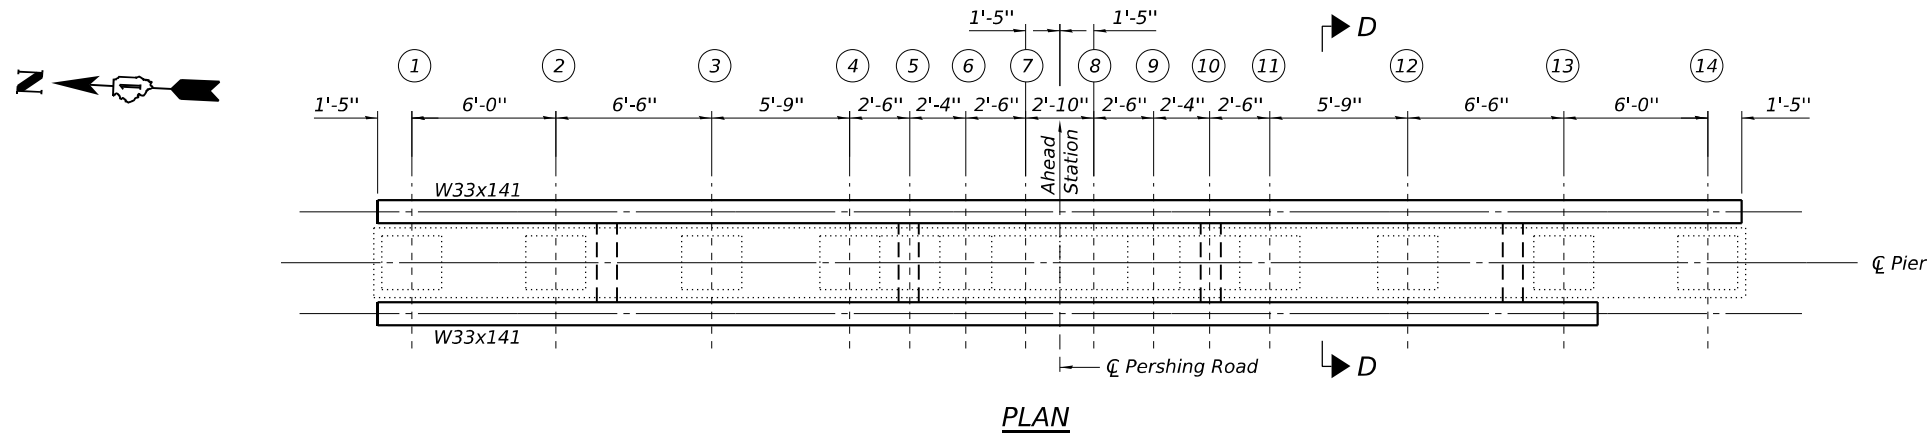 1'-5" 1'-5" D
1 2 3 4 5 6 7 8 9 10 11 12 13 14
N
1'-5" 6'-0" 6'-6" 5'-9" 2'-6" 2'-4" 2'-6" 2'-10" 2'-6" 2'-4" 2'-6" 5'-9" 6'-6" 6'-0" 1'-5"
Ahead
Station
W33x141
℄ Pier
W33x141
℄ Pershing Road D
PLAN